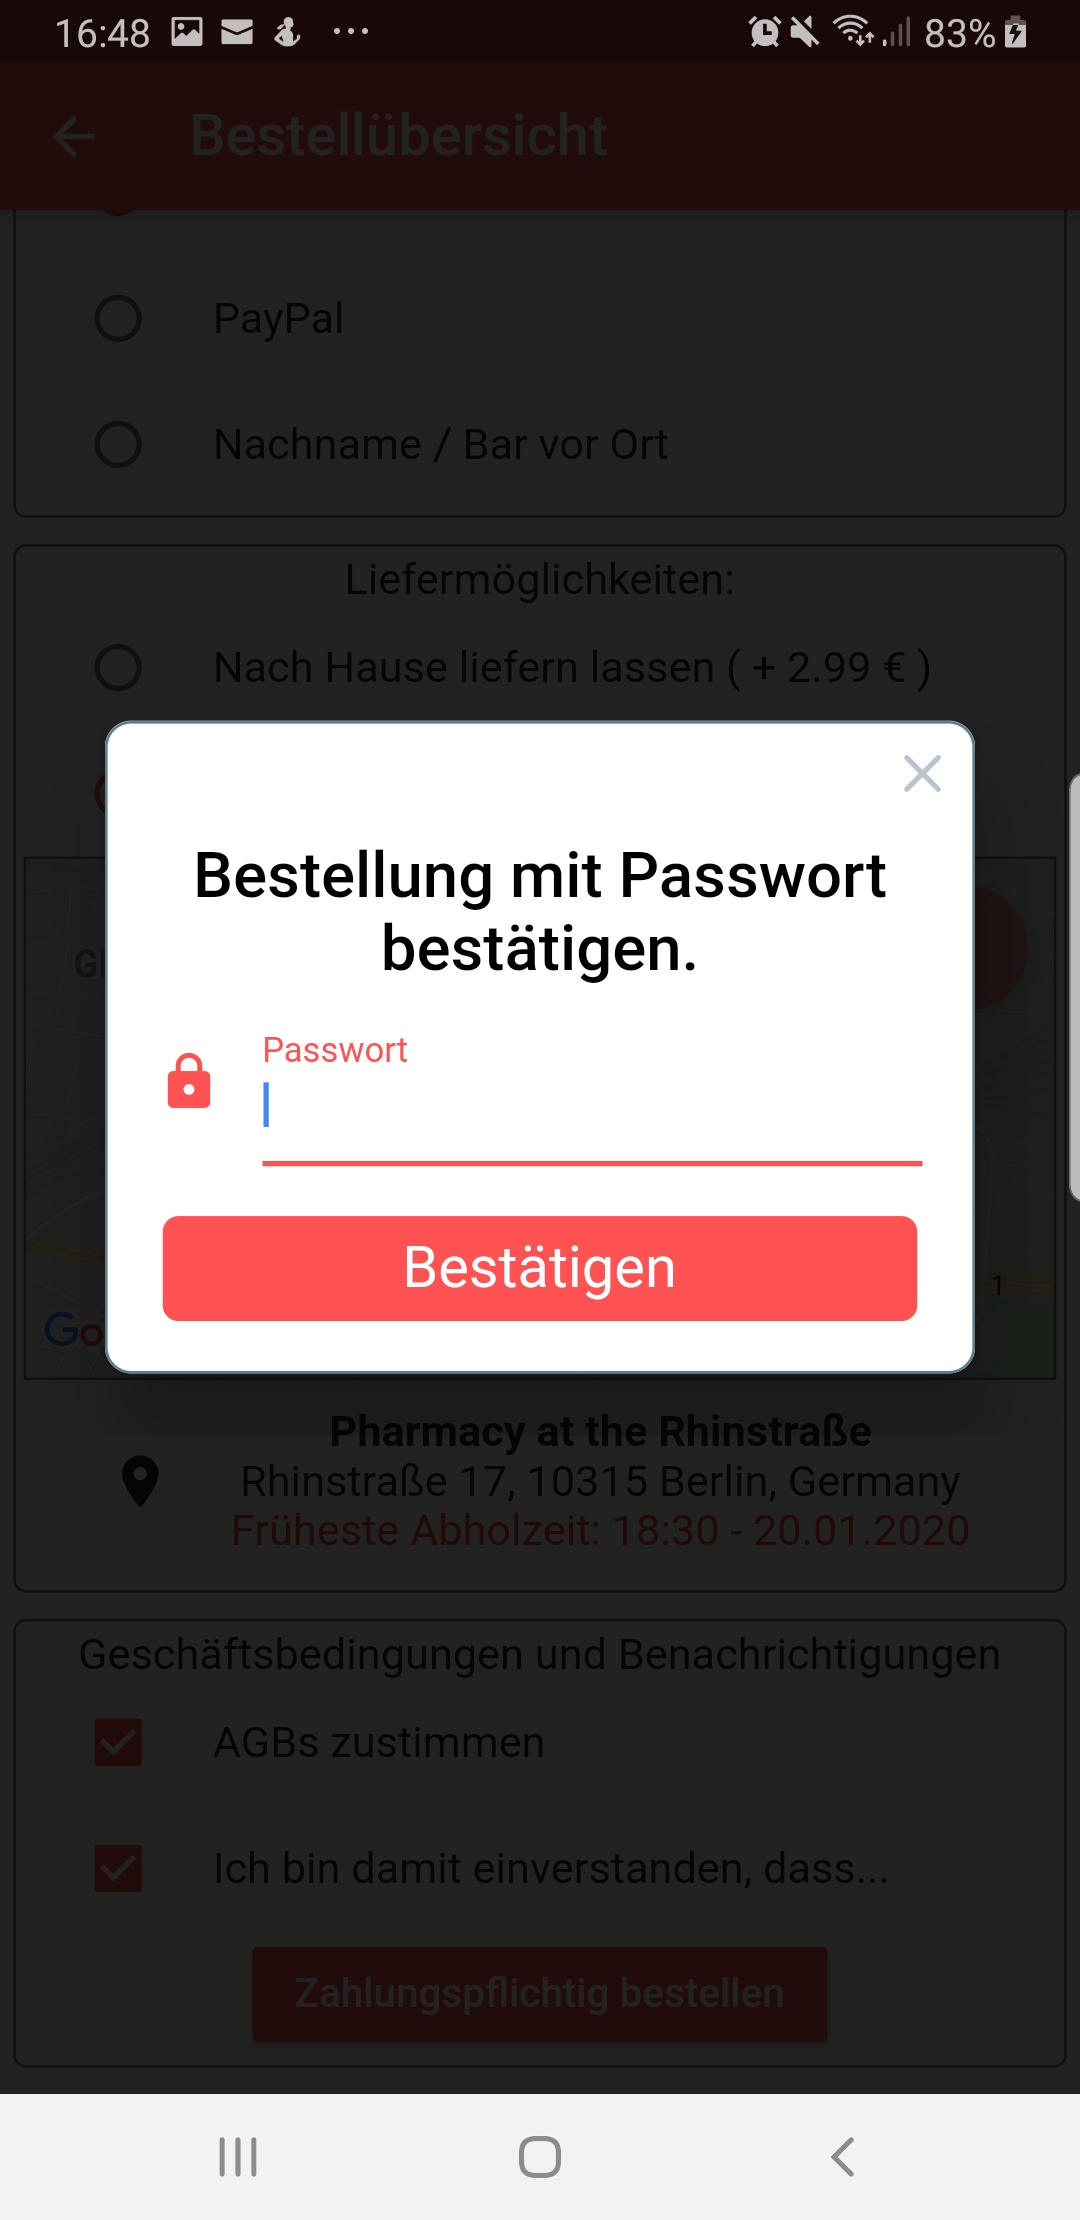 16:48
83%
Bestellübersicht
PayPal
Nachname / Bar vor Ort
Liefermöglichkeiten:
Nach Hause liefern lassen ( + 2.99 € )
Bestellung mit Passwort
bestätigen.
Passwort
Bestätigen
1
Pharmacy at the Rhinstraße
Rhinstraße 17, 10315 Berlin, Germany
Früheste Abholzeit: 18:30 - 20.01.2020
Geschäftsbedingungen und Benachrichtigungen
AGBs zustimmen
Ich bin damit einverstanden, dass...
Zahlungspflichtig bestellen